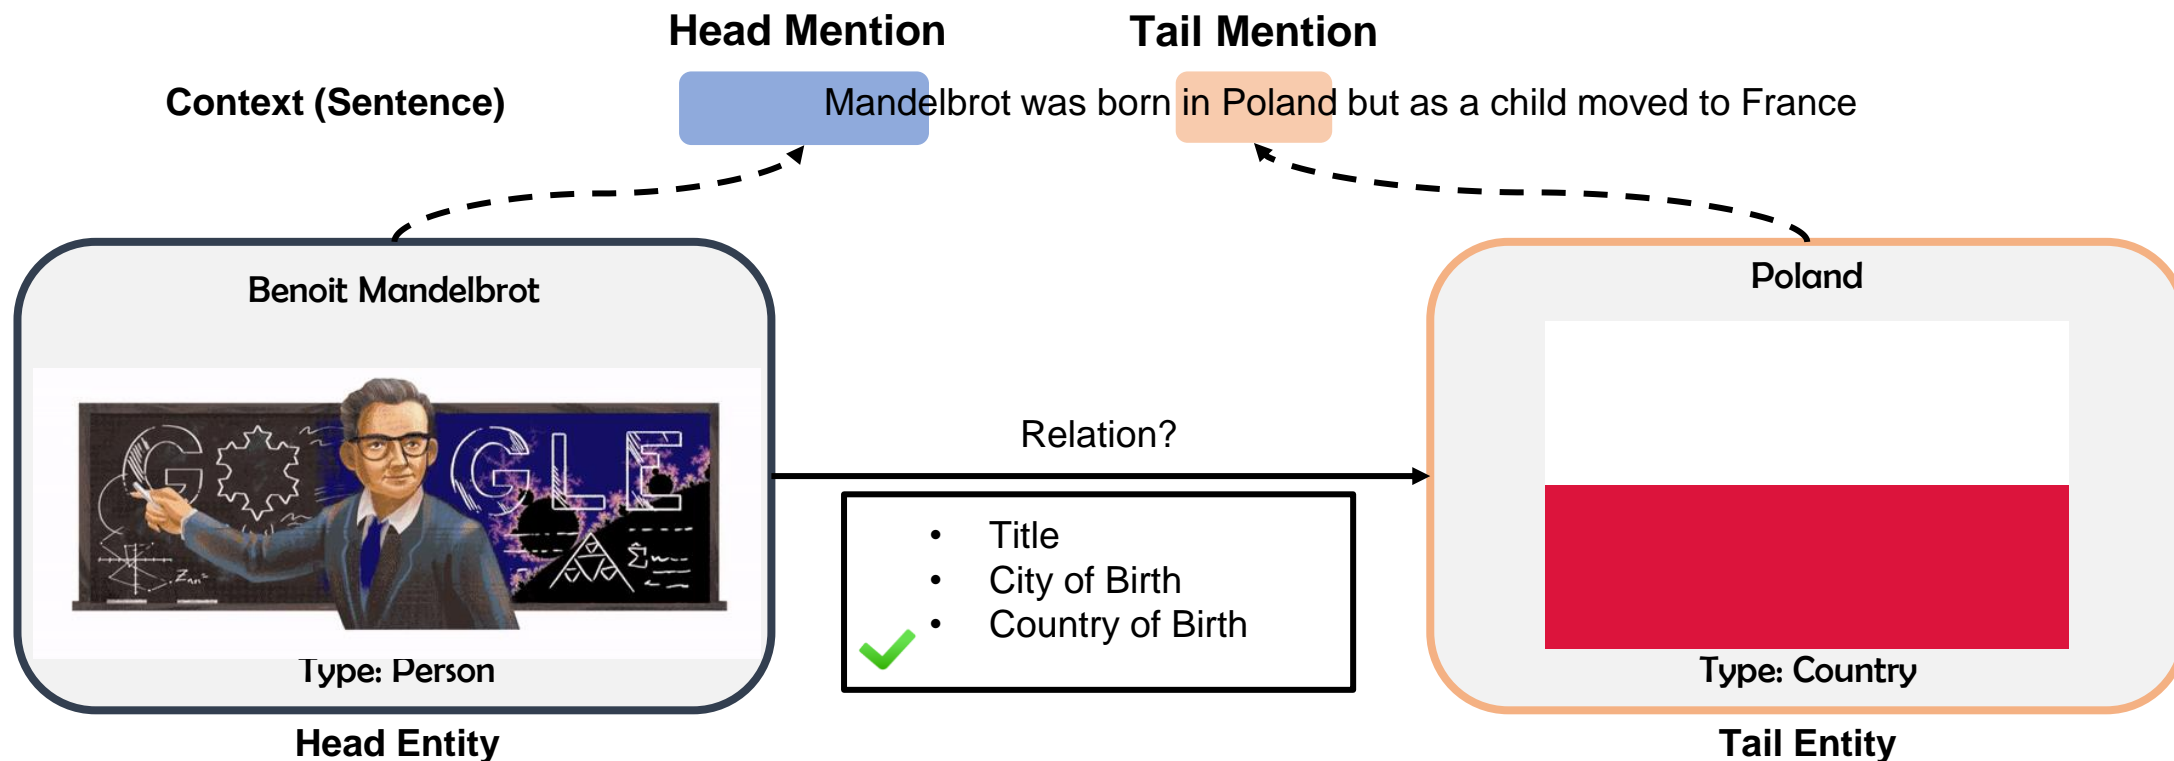 Head Mention
Tail Mention
Context (Sentence)
Mandelbrot was born in Poland but as a child moved to France
Benoit Mandelbrot
GOOGLE
Type: Person
Head Entity
Relation?
• Title
• City of Birth
• Country of Birth
Poland
Type: Country
Tail Entity